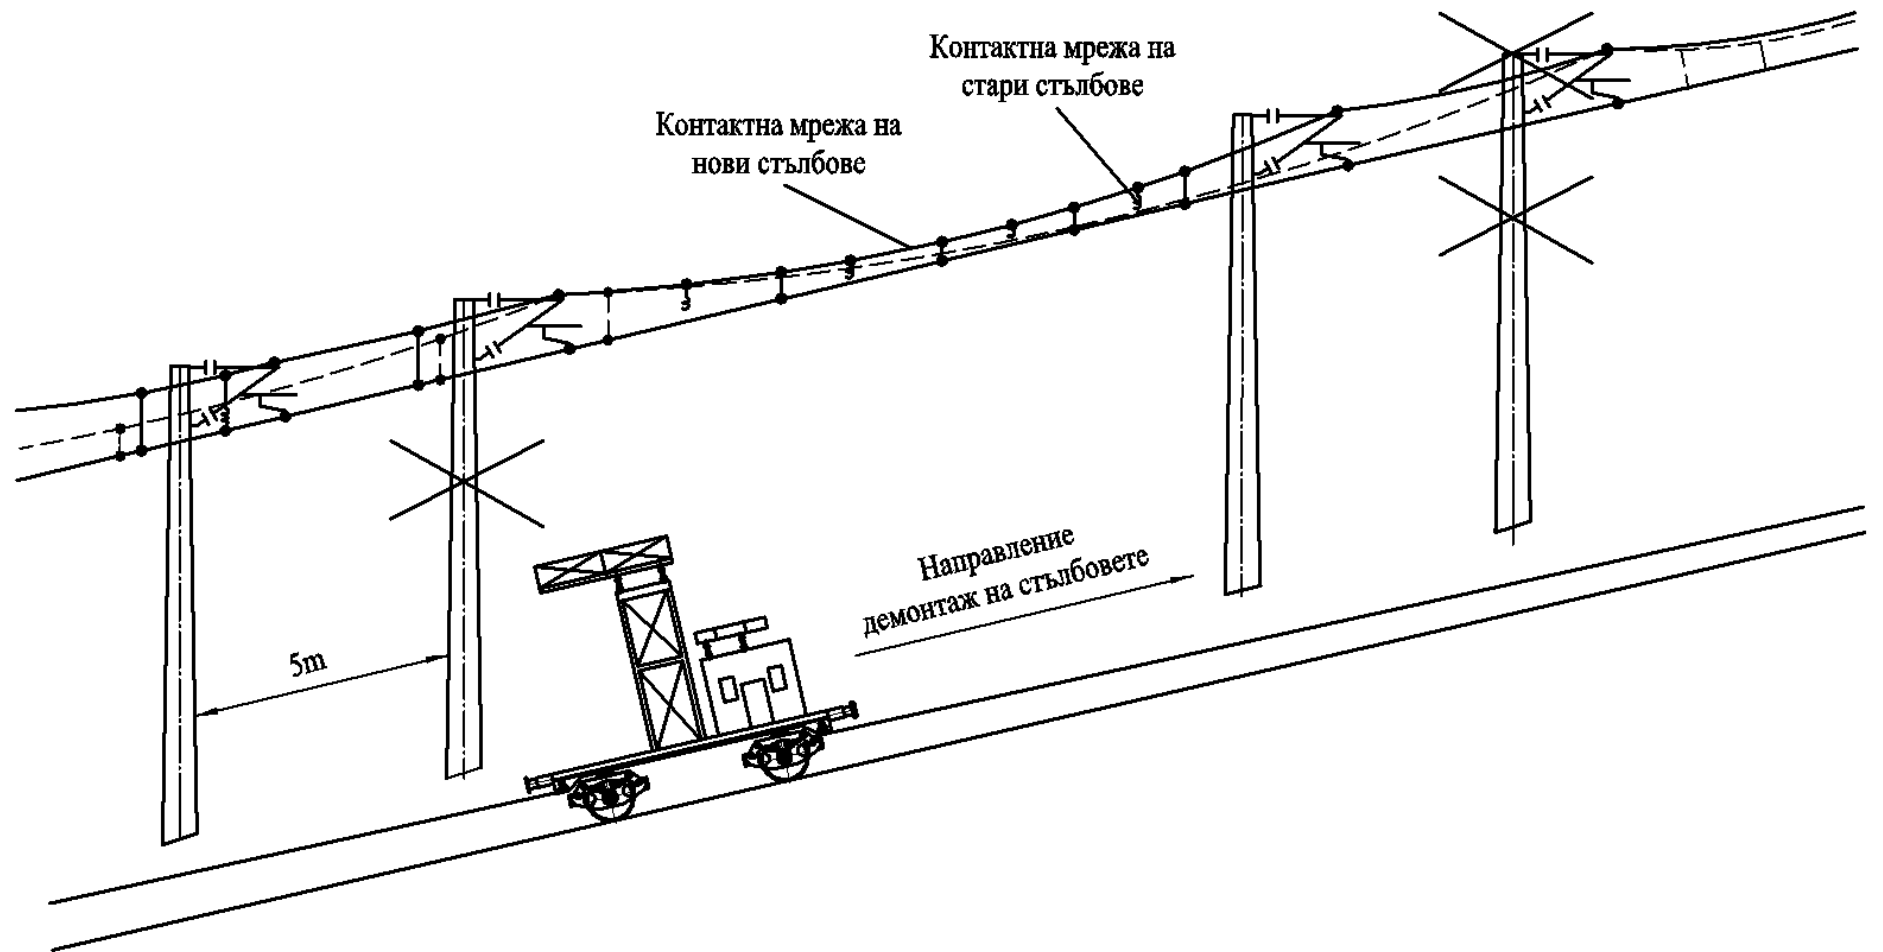 Контактна мрежа на
стари стълбове
Контактна мрежа на
нови стълбове
Направление
демонтаж на стълбовете
5m